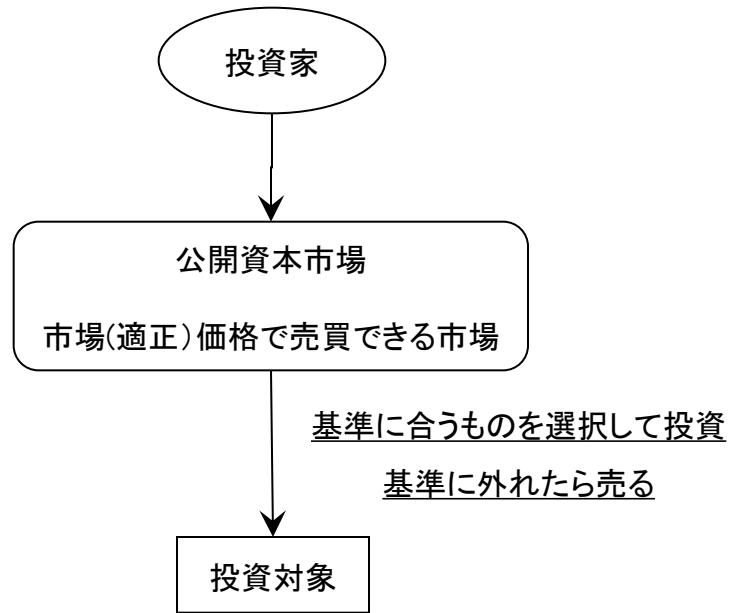 投資家
公開資本市場
市場(適正）価格で売買できる市場
基準に合うものを選択して投資
基準に外れたら売る
投資対象